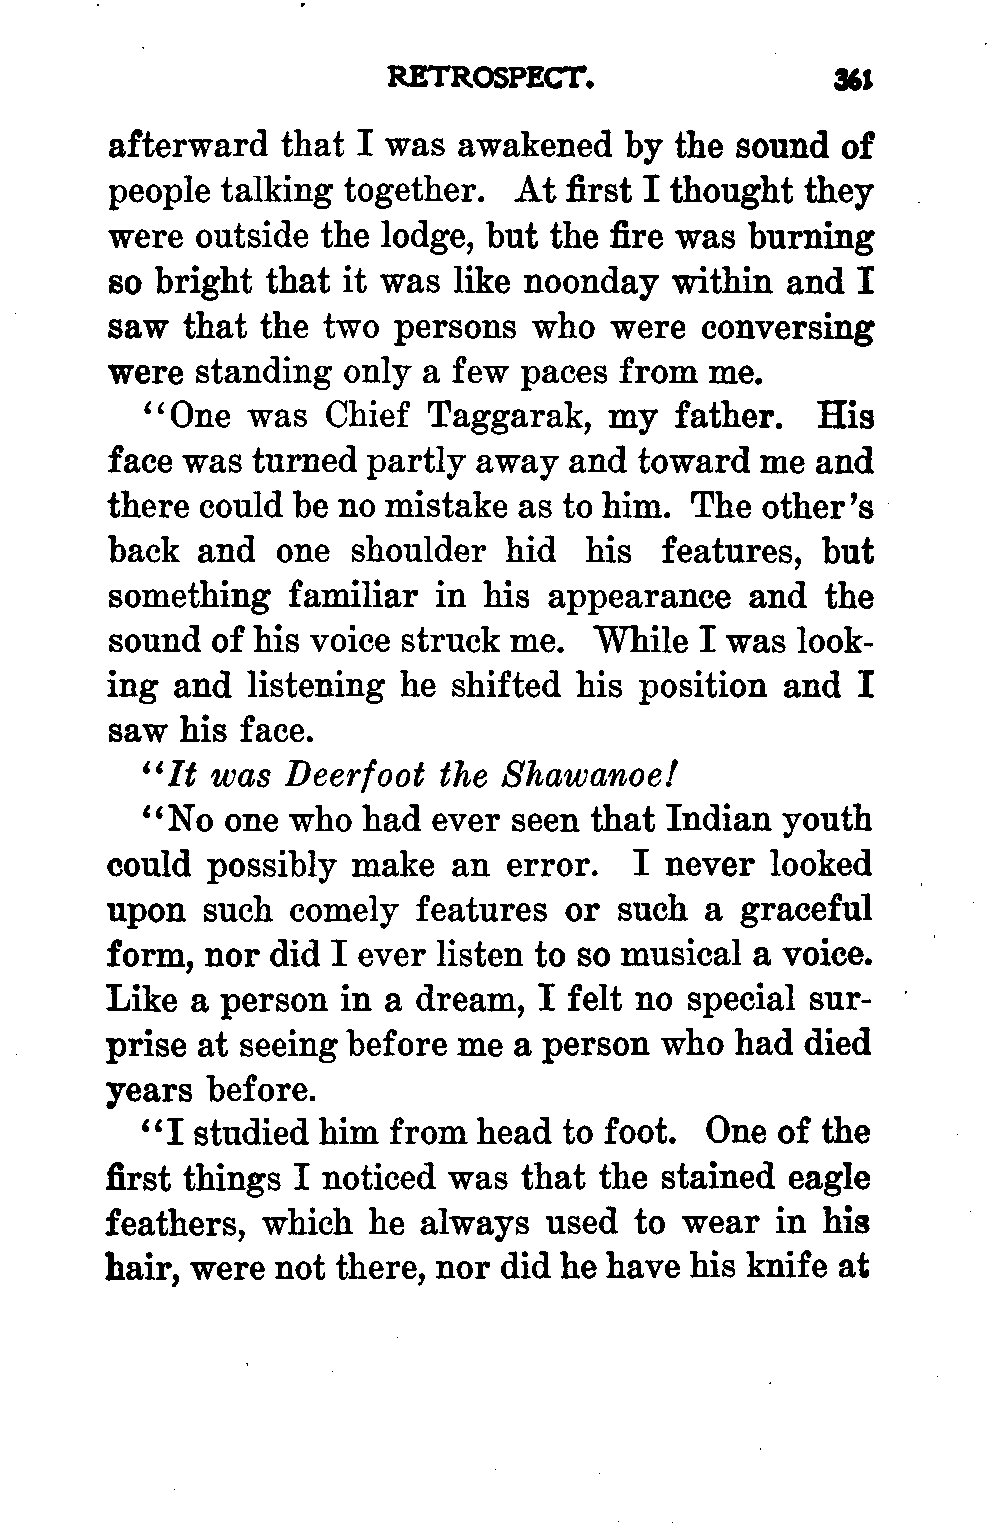 RETROSPECT. 361
afterward that I was awakened by the sound of
people talking together. At first I thought they
were outside the lodge, but the fire was burning
so bright that it was like noonday within and I
saw that the two persons who were conversing
were standing only a few paces from me.
“One was Chief Taggarak, my father. His
face was turned partly away and toward me and
there could be no mistake as to him. The other's
back and one shoulder hid his features, but
something familiar in his appearance and the
sound of his voice struck me. While I was look-
ing and listening he shifted his position and I
saw his face.
“It was Deerfoot the Shawanoe!
“No one who had ever seen that Indian youth
could possibly make an error. I never looked
upon such comely features or such a graceful
form, nor did I ever listen to so musical a voice.
Like a person in a dream, I felt no special sur-
prise at seeing before me a person who had died
years before.
“I studied him from head to foot. One of the
first things I noticed was that the stained eagle
feathers, which he always used to wear in his
hair, were not there, nor did he have his knife at